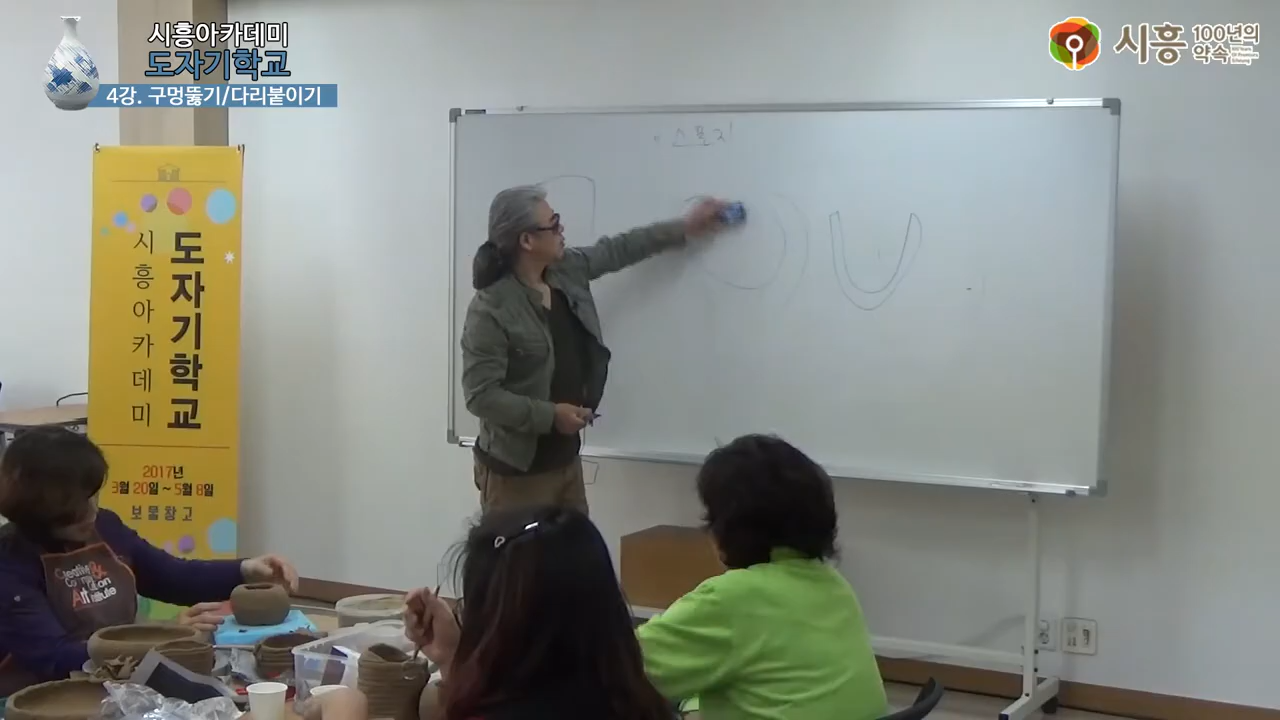 시흥아카데미
도자기학교
4강. 구멍뚫기/다리붙이기
시흥 100년의 약속
스폰지
도자기학교
시흥아카데미
2017년
3월 20일 ~ 5월 8일
보물창고
Creative &
Art